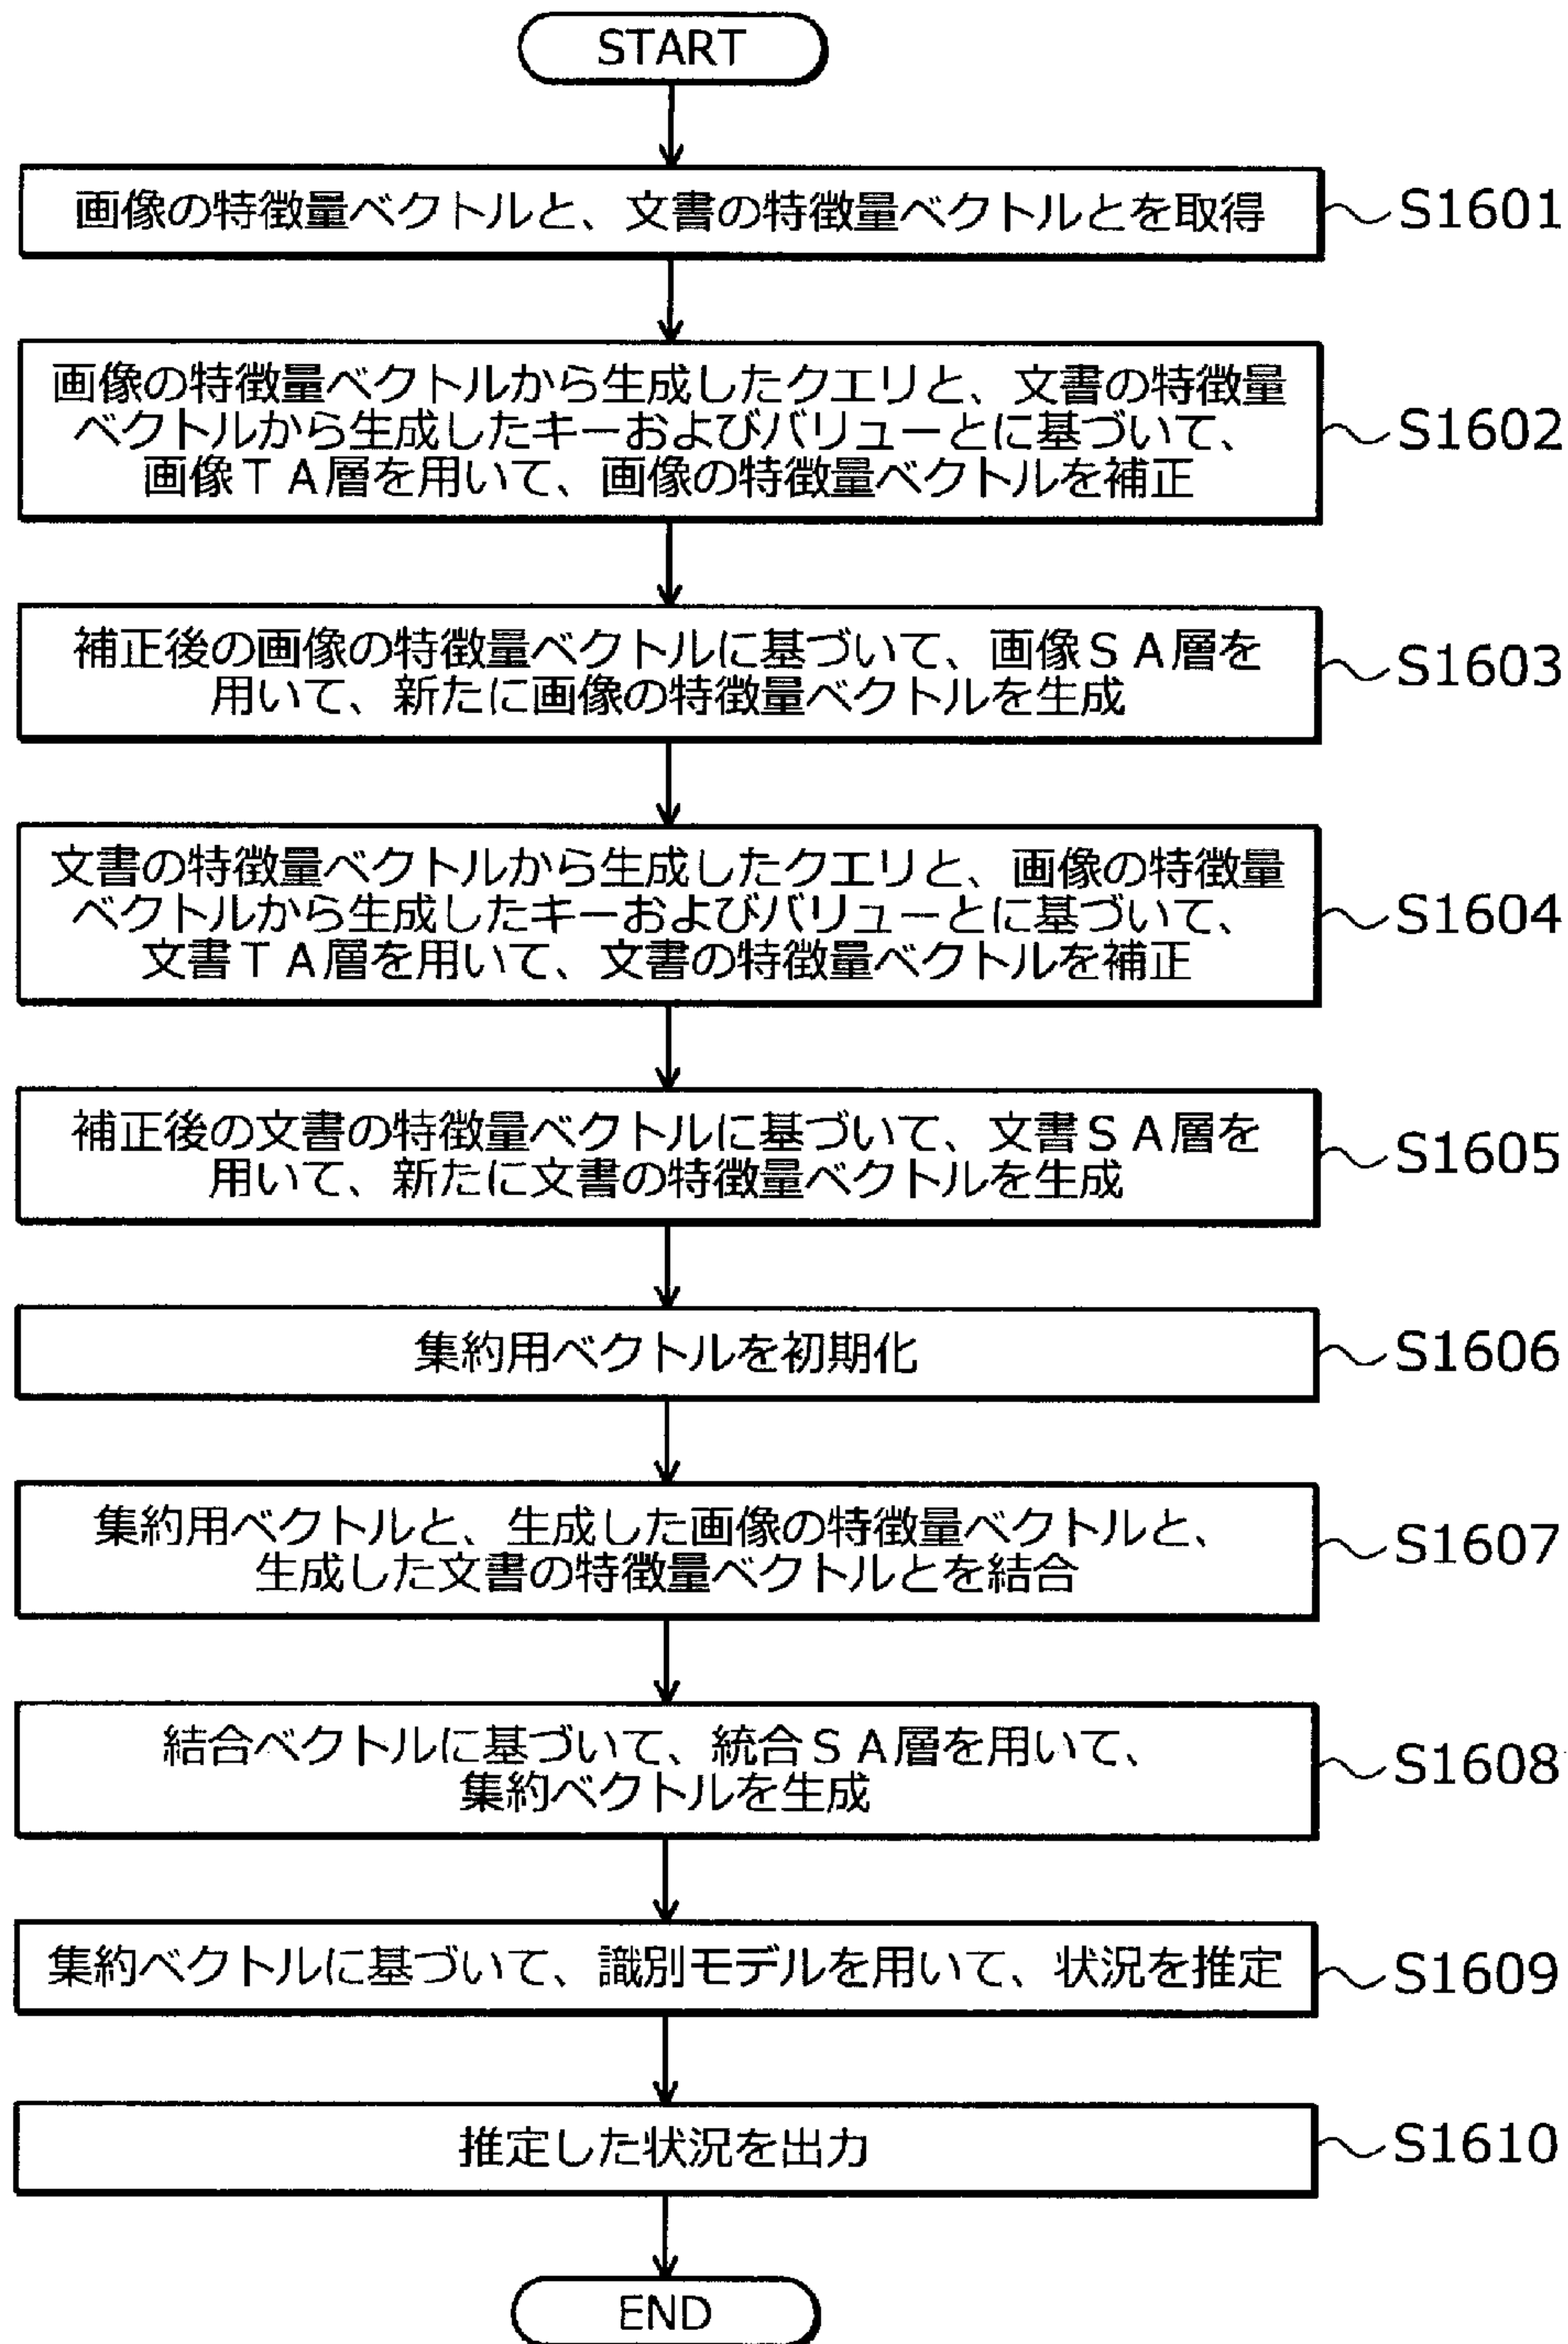 START
画像の特徴量ベクトルと、文書の特徴量ベクトルとを取得
S1601
画像の特徴量ベクトルから生成したクエリと、文書の特徴量
ベクトルから生成したキーおよびバリューとに基づいて、
画像ＴＡ層を用いて、画像の特徴量ベクトルを補正
S1602
補正後の画像の特徴量ベクトルに基づいて、画像ＳＡ層を
用いて、新たに画像の特徴量ベクトルを生成
S1603
文書の特徴量ベクトルから生成したクエリと、画像の特徴量
ベクトルから生成したキーおよびバリューとに基づいて、
文書ＴＡ層を用いて、文書の特徴量ベクトルを補正
S1604
補正後の文書の特徴量ベクトルに基づいて、文書ＳＡ層を
用いて、新たに文書の特徴量ベクトルを生成
S1605
集約用ベクトルを初期化
S1606
集約用ベクトルと、生成した画像の特徴量ベクトルと、
生成した文書の特徴量ベクトルとを結合
S1607
結合ベクトルに基づいて、統合ＳＡ層を用いて、
集約ベクトルを生成
S1608
集約ベクトルに基づいて、識別モデルを用いて、状況を推定
S1609
推定した状況を出力
S1610
END